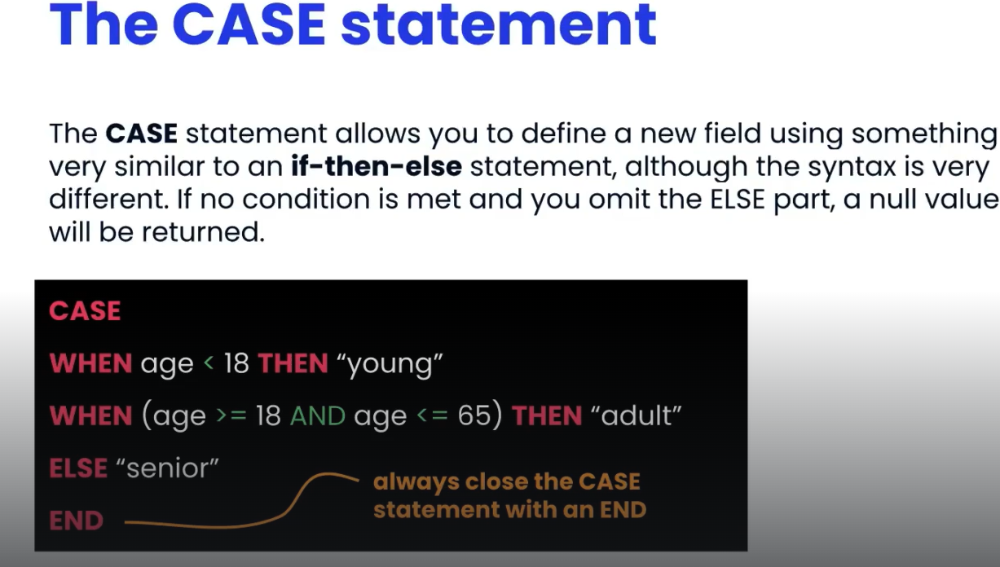 The CASE statement
The CASE statement allows you to define a new field using something
very similar to an if-then-else statement, although the syntax is very
different. If no condition is met and you omit the ELSE part, a null value
will be returned.
CASE
WHEN age < 18 THEN “young”
WHEN (age >= 18 AND age <= 65) THEN “adult”
ELSE “senior”
always close the CASE
statement with an END
END